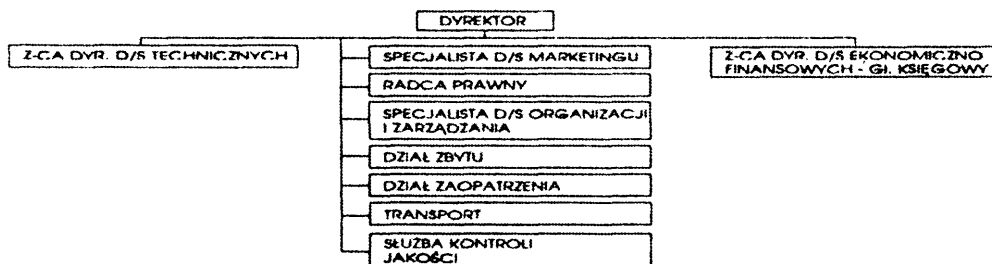 DYREKTOR
Z-CA DYR. D/S TECHNICZNYCH
SPECJALISTA D/S MARKETINGU
RADCA PRAWNY
SPECJALISTA D/S ORGANIZACJI
I ZARZĄDZANIA
DZIAŁ ZBYTU
DZIAŁ ZAOPATRZENIA
TRANSPORT
SŁUŻBA KONTROLI
JAKOŚCI
Z-CA DYR. D/S EKONOMICZNO
FINANSOWYCH - GŁ. KSIĘGOWY